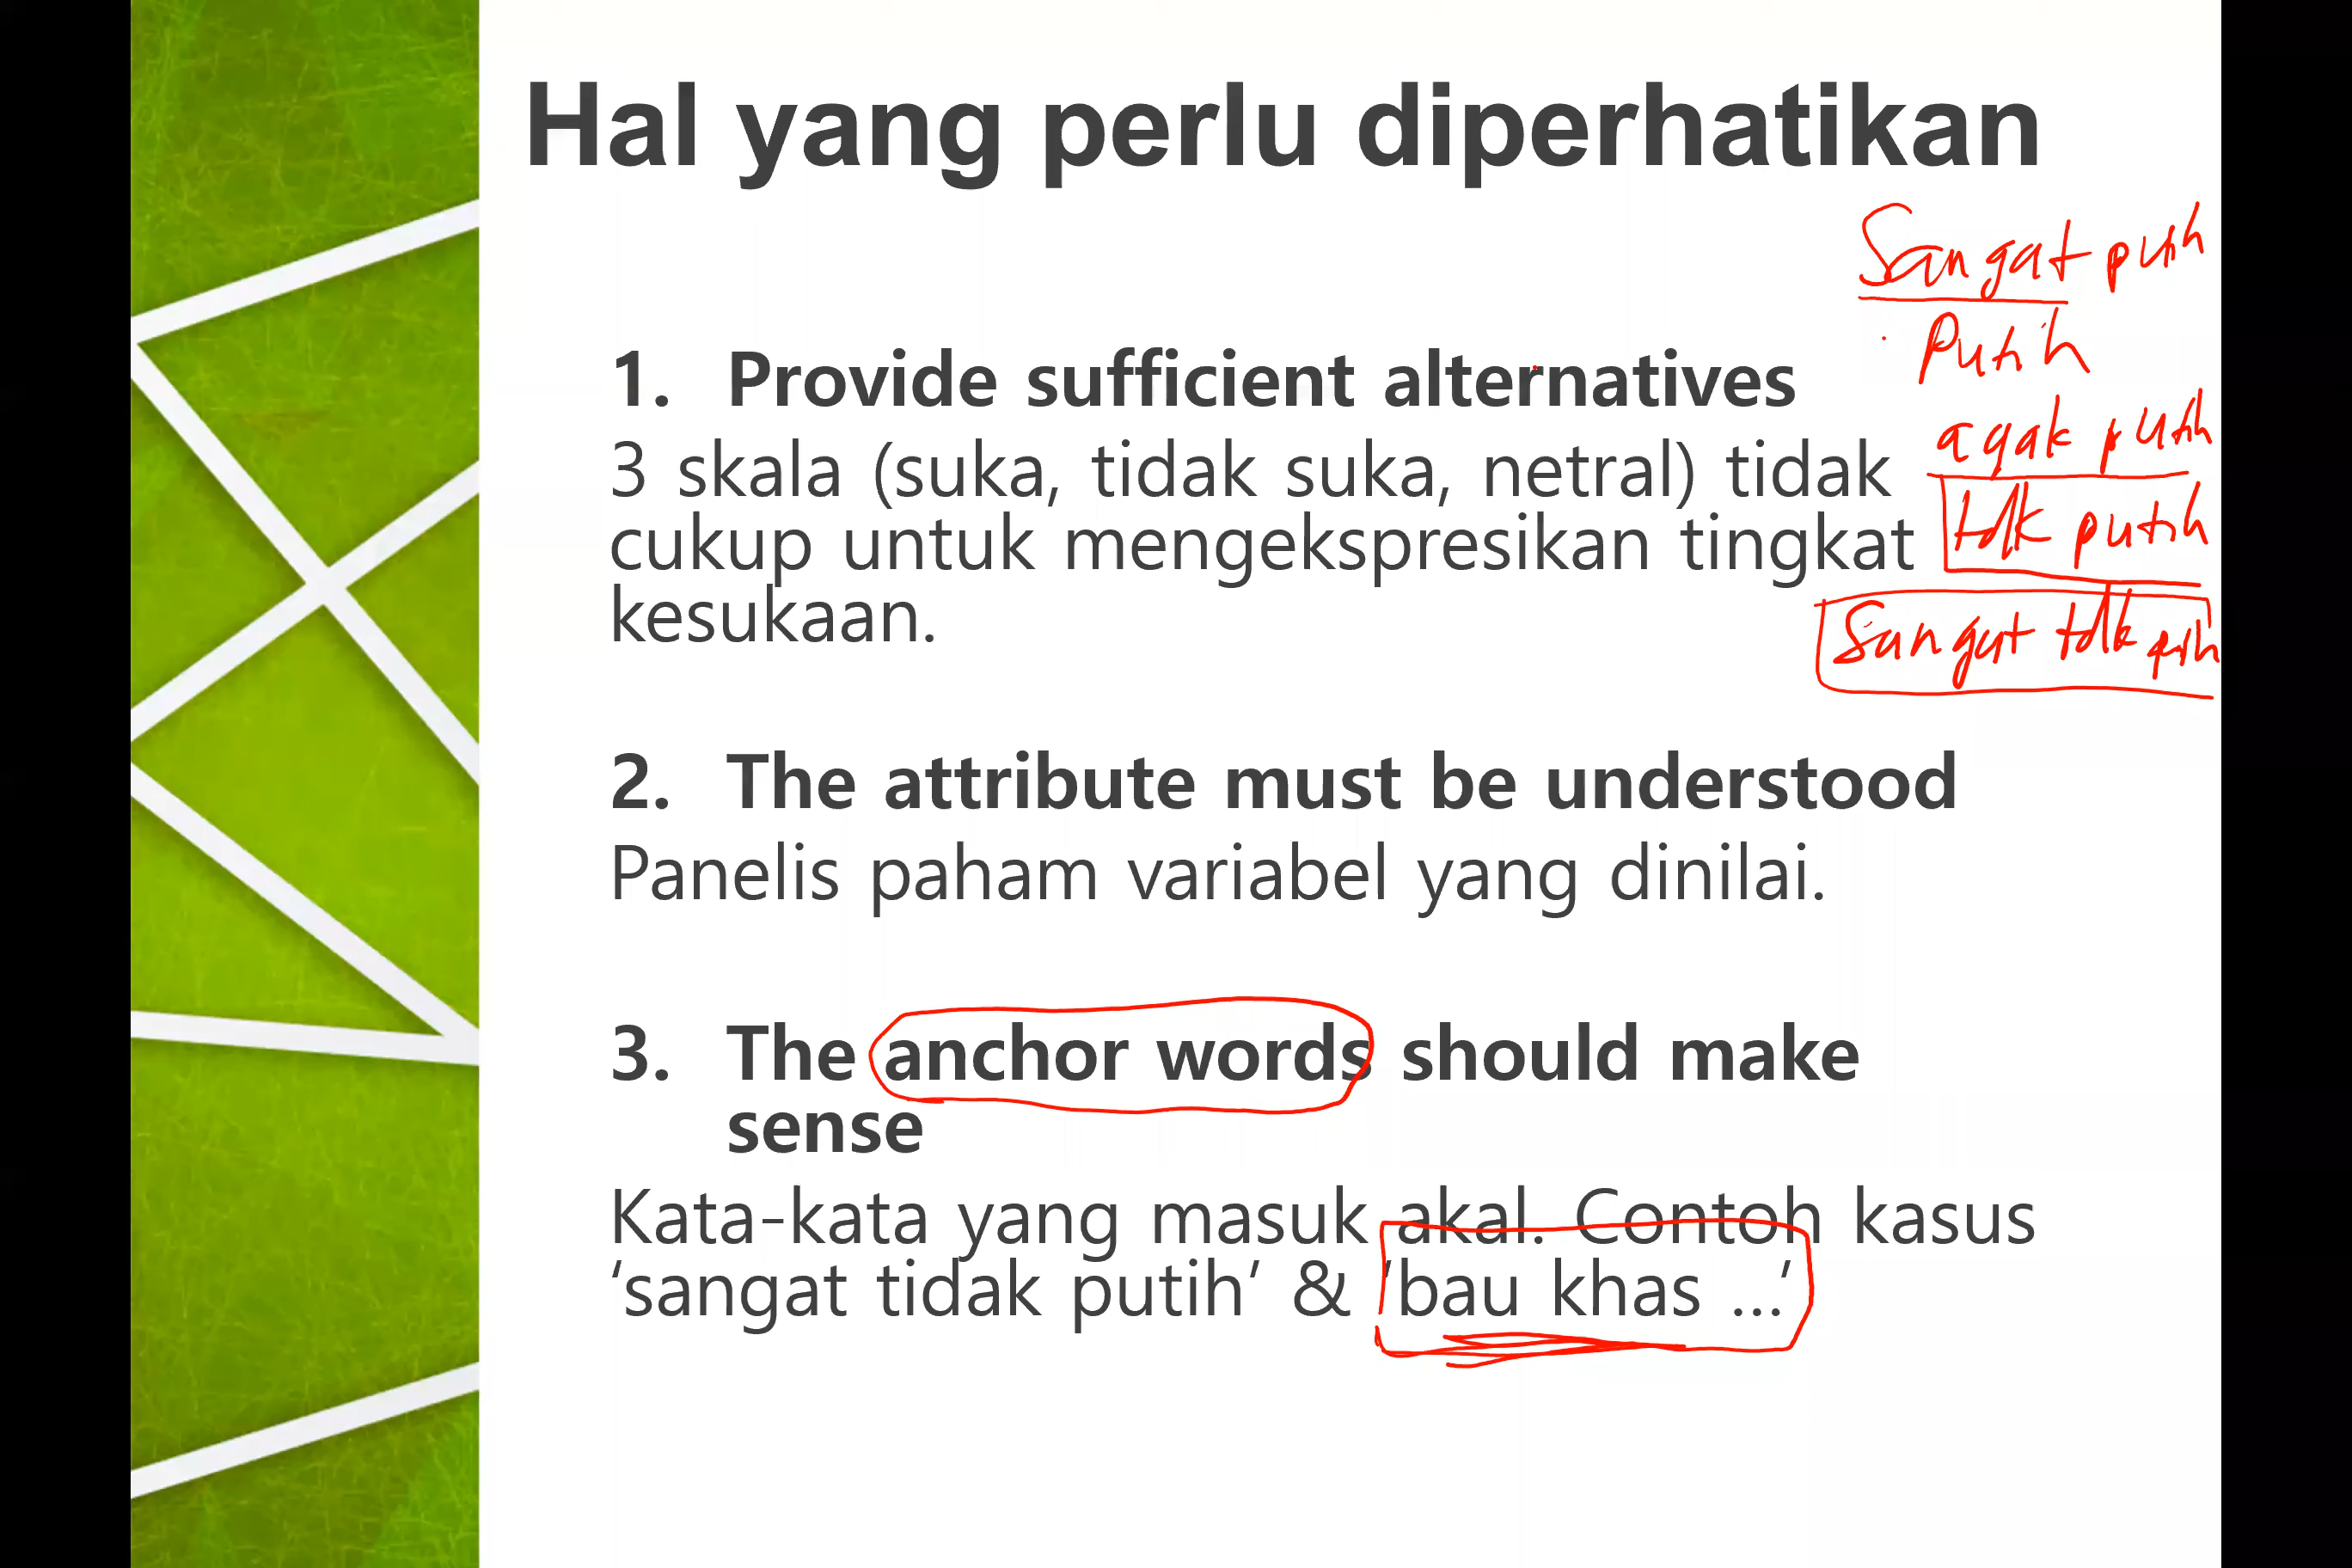 Hal yang perlu diperhatikan
Sangat putih
Putih
agak putih
tdk putih
Sangat tdk putih
1. Provide sufficient alternatives
3 skala (suka, tidak suka, netral) tidak
cukup untuk mengekspresikan tingkat
kesukaan.
2. The attribute must be understood
Panelis paham variabel yang dinilai.
3. The anchor words should make
sense
Kata-kata yang masuk akal. Contoh kasus
‘sangat tidak putih’ & ‘bau khas ...’